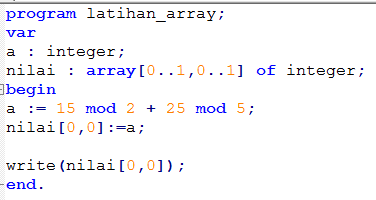 program latihan_array;
var
a : integer;
nilai : array[0..1,0..1] of integer;
begin
a := 15 mod 2 + 25 mod 5;
nilai[0,0]:=a;
write(nilai[0,0]);
end.